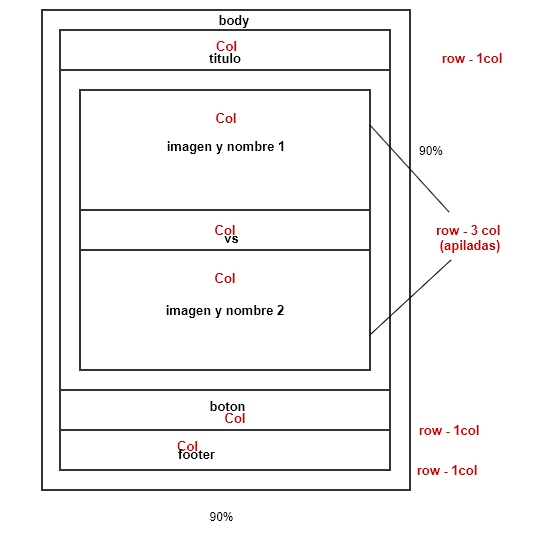 body
Col
titulo
row - 1col
Col
imagen y nombre 1
90%
Col
vs
row - 3 col
(apiladas)
Col
imagen y nombre 2
boton
Col
row - 1col
Col
footer
row - 1col
90%